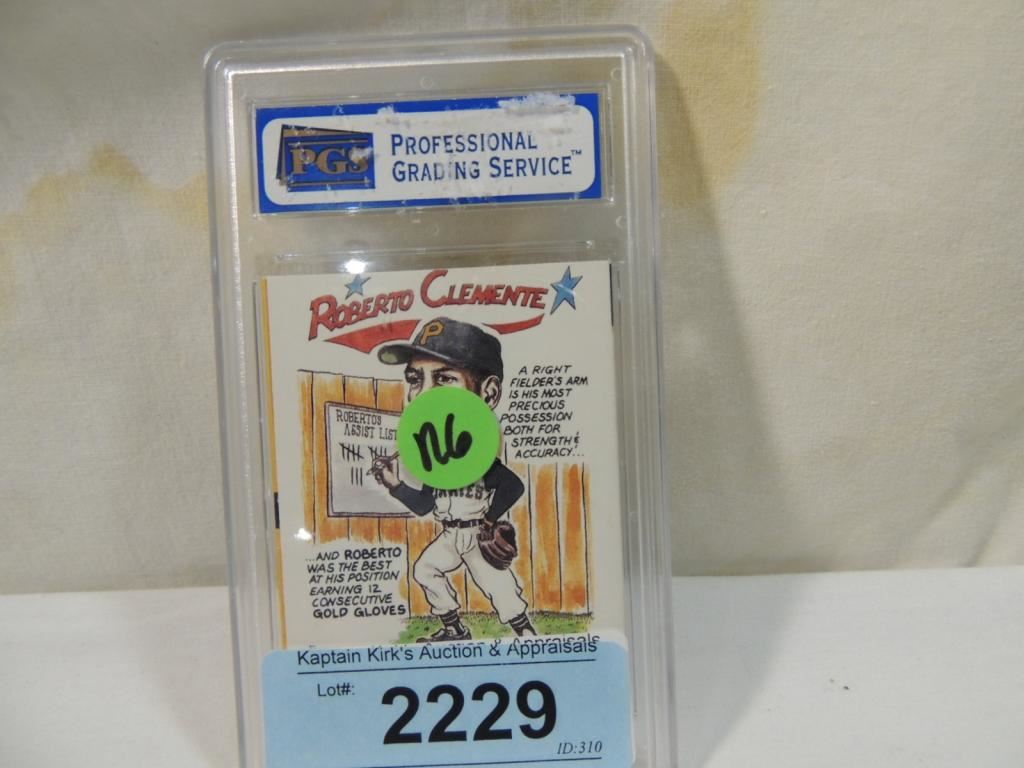 PGS
PROFESSIONAL
GRADING SERVICE™
ROBERTO CLEMENTE
P
A RIGHT
FIELDER'S ARM
IS HIS MOST
PRECIOUS
POSSESSION
BOTH FOR
STRENGTH &
ACCURACY...
ROBERTO'S
ASSIST LIST
N6
...AND ROBERTO
WAS THE BEST
AT HIS POSITION
EARNING 12
CONSECUTIVE
GOLD GLOVES
Kaptain Kirk's Auction & Appraisals
Lot#:
2229
ID:310